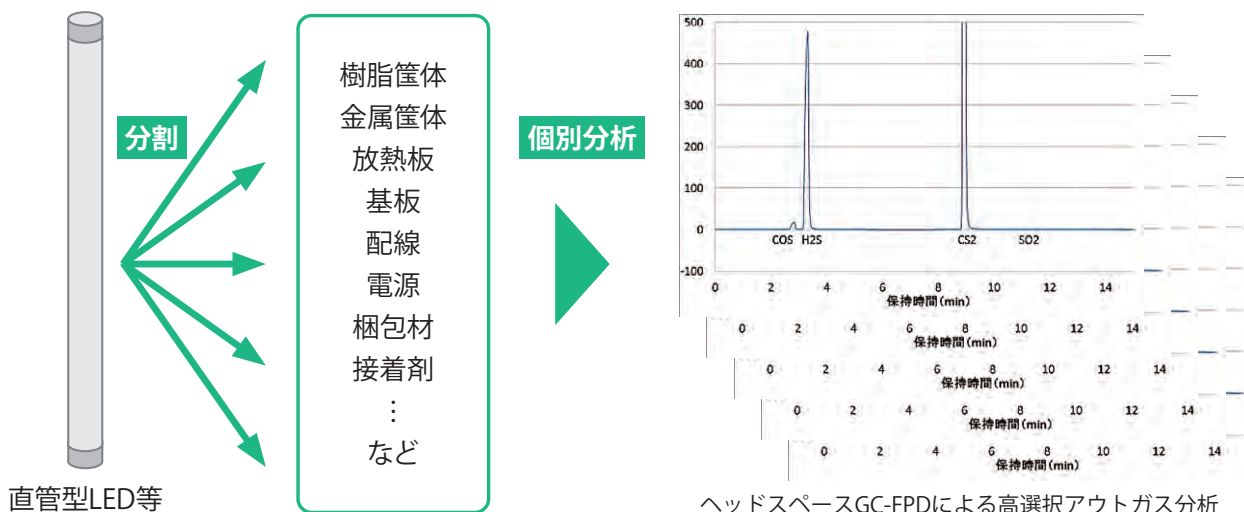 直管型LED等
分割
樹脂筐体
金属筐体
放熱板
基板
配線
電源
梱包材
接着剤
⋮
など
個別分析
500
400
300
200
100
0
-100
COS H2S CS2 SO2
0 2 4 6 8 10 12 14
保持時間(min)
0 2 4 6 8 10 12 14
保持時間(min)
0 2 4 6 8 10 12 14
保持時間(min)
0 2 4 6 8 10 12 14
保持時間(min)
0 2 4 6 8 10 12 14
保持時間(min)
ヘッドスペースGC-FPDによる高選択アウトガス分析